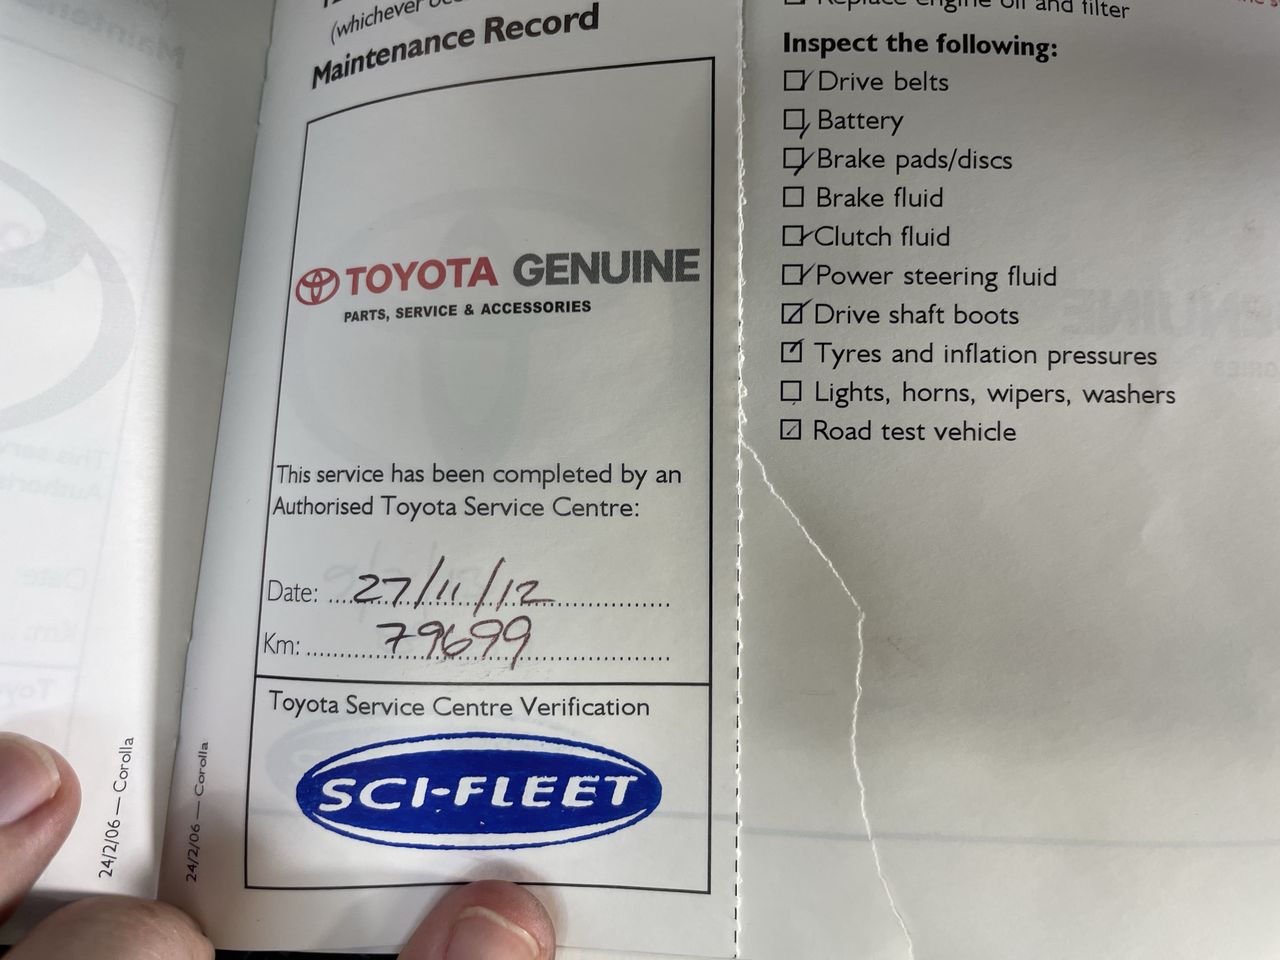 (whichever
Maintenance Record
TOYOTA GENUINE
PARTS, SERVICE & ACCESSORIES
This service has been completed by an
Authorised Toyota Service Centre:
Date: 27/11/12
Km: 79699
Toyota Service Centre Verification
SCI-FLEET
24/2/06 — Corolla
24/2/06 — Corolla
Replace engine oil and filter
Inspect the following:
Drive belts
Battery
Brake pads/discs
Brake fluid
Clutch fluid
Power steering fluid
Drive shaft boots
Tyres and inflation pressures
Lights, horns, wipers, washers
Road test vehicle